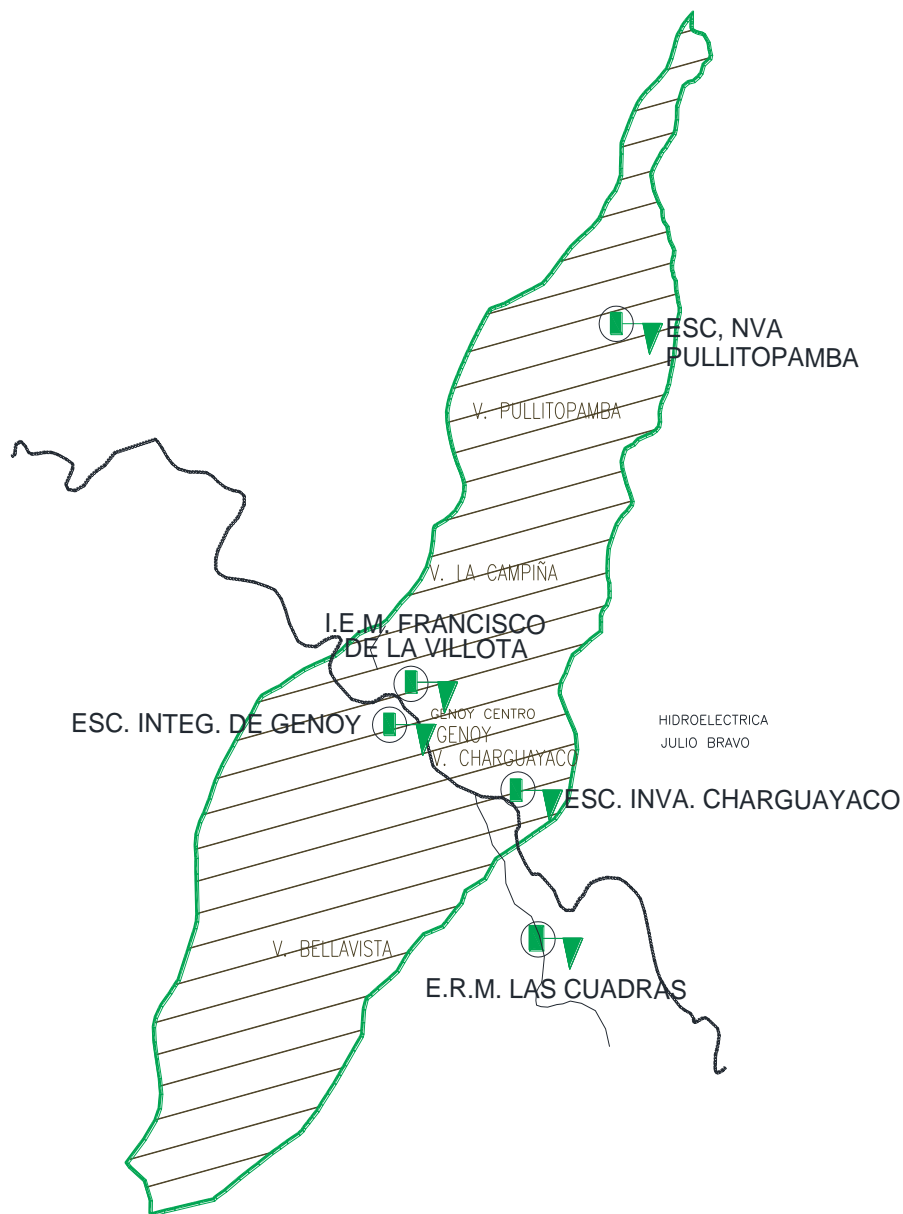 ESC, NVA
PULLITOPAMBA
V. PULLITOPAMBA
V. LA CAMPIÑA
I.E.M. FRANCISCO
DE LA VILLOTA
GENOY CENTRO
ESC. INTEG. DE GENOY
GENOY
V. CHARGUAYACO
HIDROELECTRICA
JULIO BRAVO
ESC. INVA. CHARGUAYACO
V. BELLAVISTA
E.R.M. LAS CUADRAS